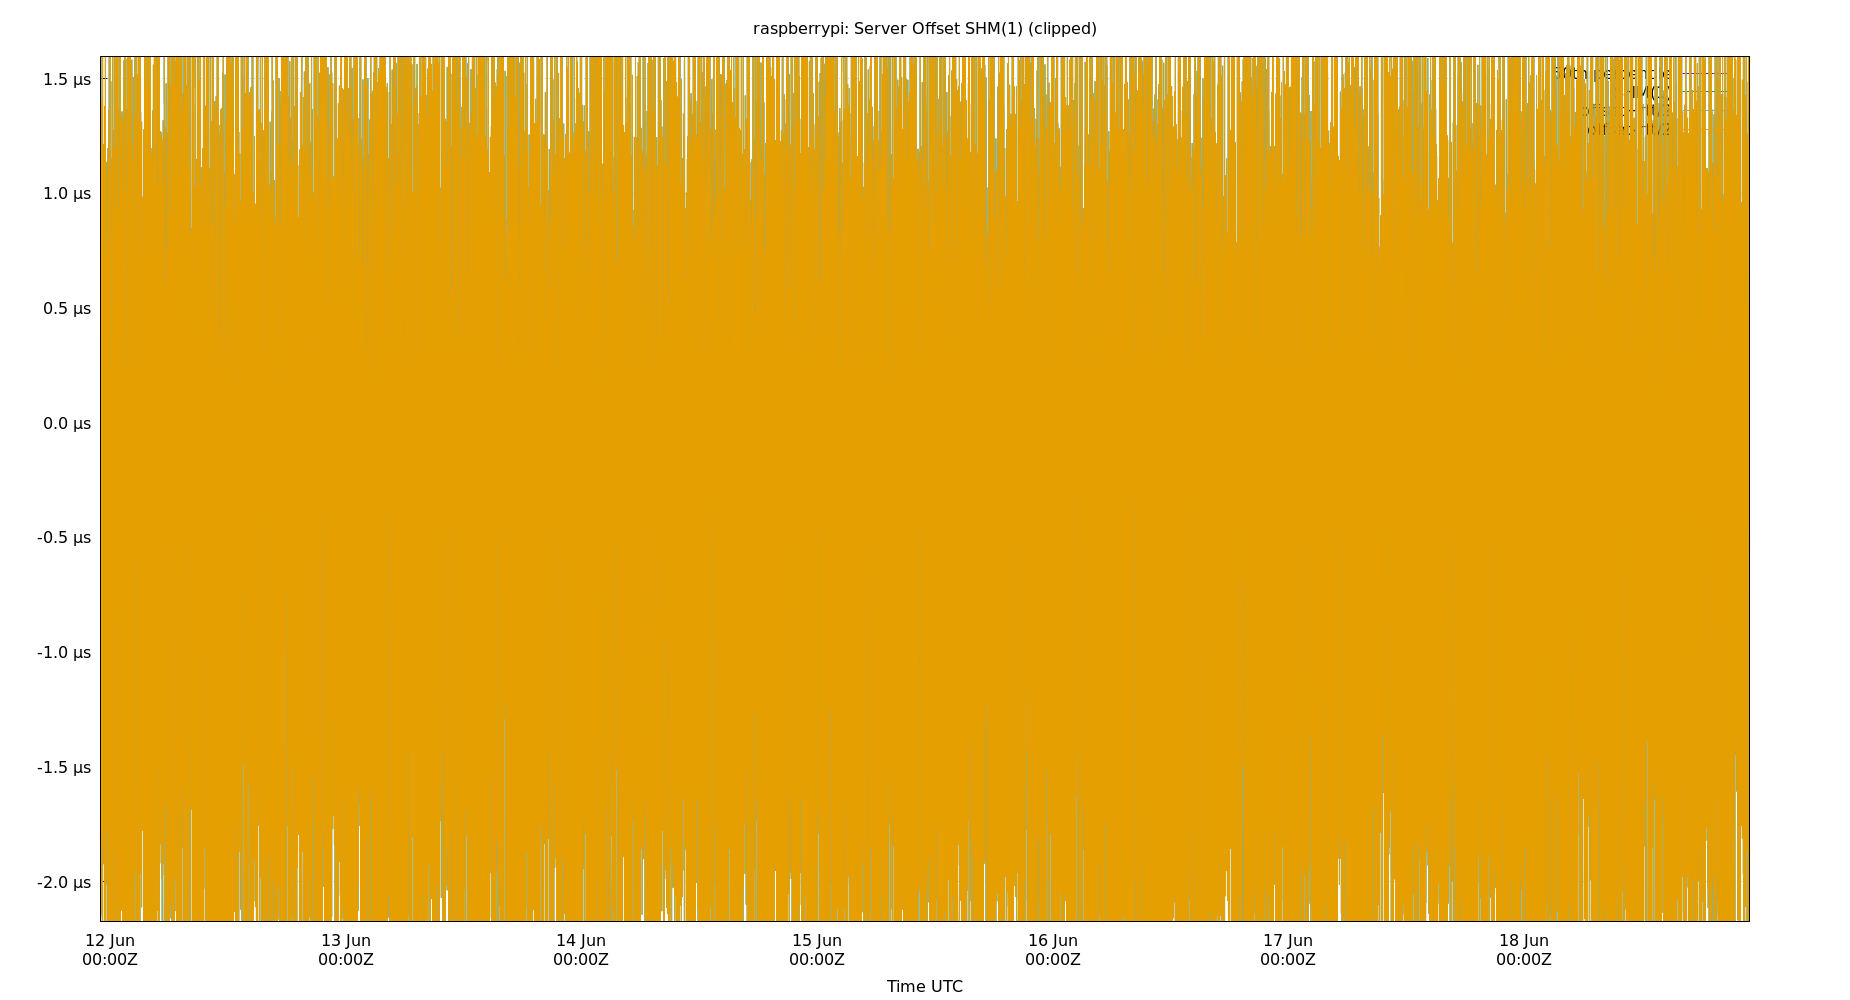 raspberrypi: Server Offset SHM(1) (clipped)
1.5 µs
1.0 µs
0.5 µs
0.0 µs
-0.5 µs
-1.0 µs
-1.5 µs
-2.0 µs
12 Jun 13 Jun 14 Jun 15 Jun 16 Jun 17 Jun 18 Jun
00:00Z 00:00Z 00:00Z 00:00Z 00:00Z 00:00Z 00:00Z
Time UTC